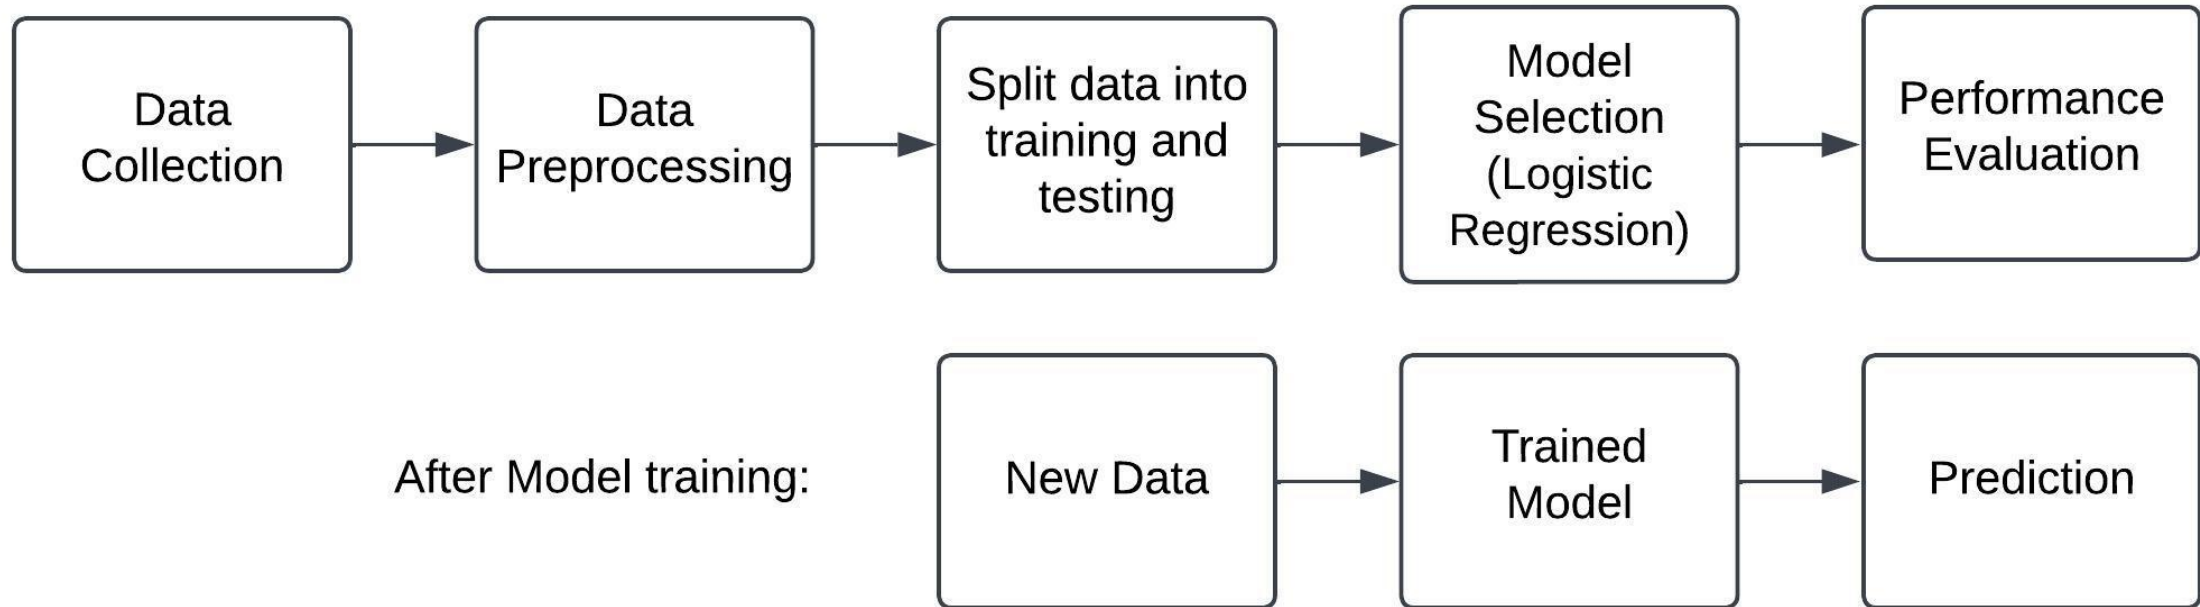 Data
Collection
Data
Preprocessing
Split data into
training and
testing
Model
Selection
(Logistic
Regression)
Performance
Evaluation
After Model training:
New Data
Trained
Model
Prediction